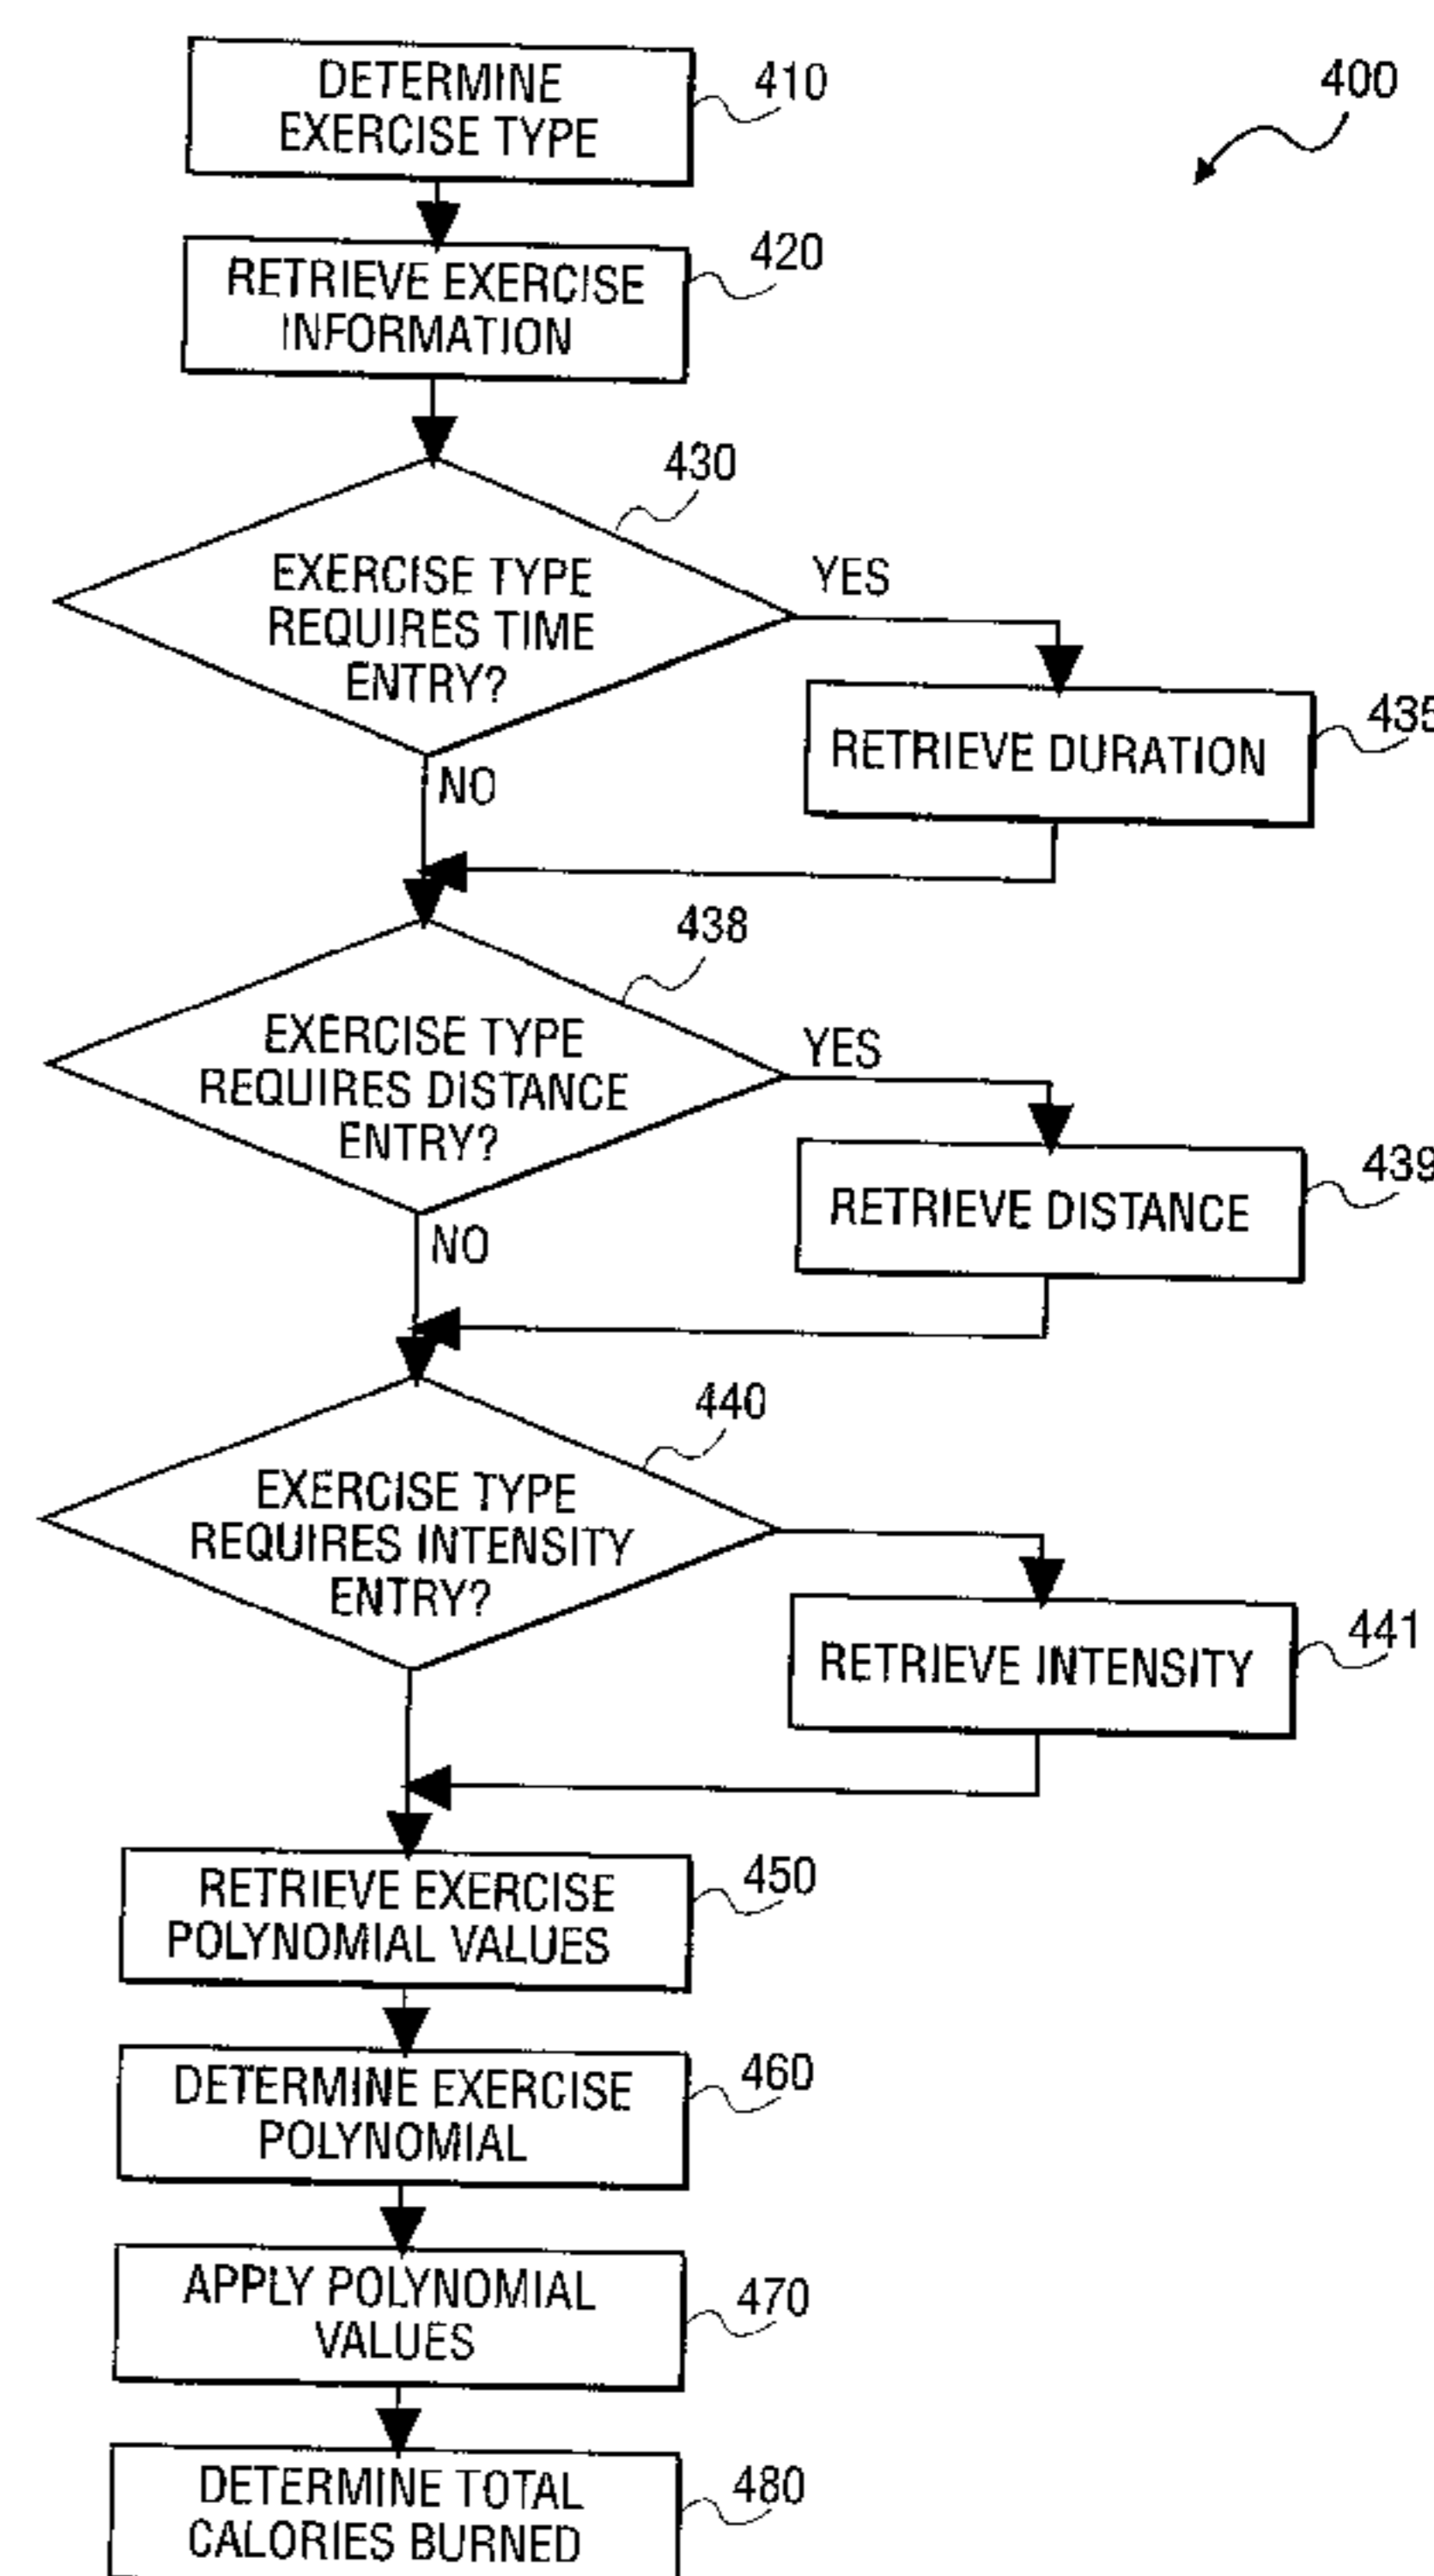 DETERMINE
EXERCISE TYPE
410
400
RETRIEVE EXERCISE
INFORMATION
420
430
EXERCISE TYPE
REQUIRES TIME
ENTRY?
YES
RETRIEVE DURATION
435
NO
438
EXERCISE TYPE
REQUIRES DISTANCE
ENTRY?
YES
RETRIEVE DISTANCE
439
NO
440
EXERCISE TYPE
REQUIRES INTENSITY
ENTRY?
RETRIEVE INTENSITY
441
RETRIEVE EXERCISE
POLYNOMIAL VALUES
450
DETERMINE EXERCISE
POLYNOMIAL
460
APPLY POLYNOMIAL
VALUES
470
DETERMINE TOTAL
CALORIES BURNED
480